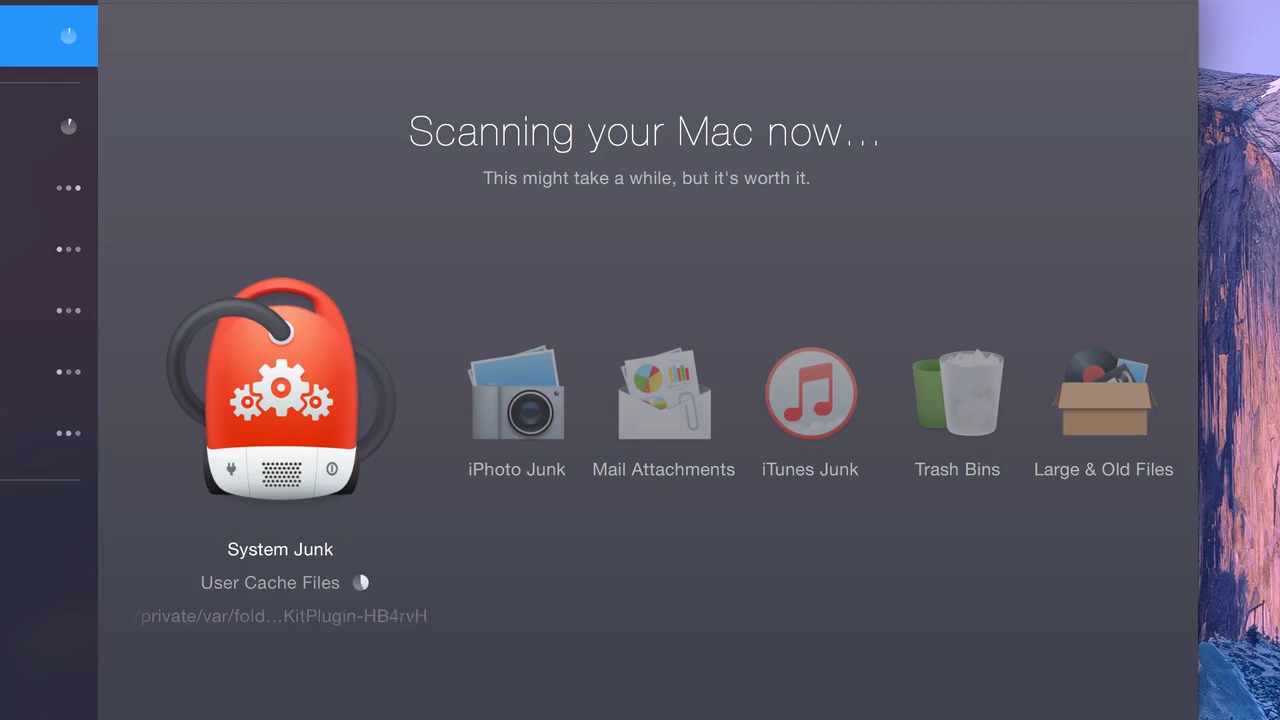 Scanning your Mac now...
This might take a while, but it's worth it.
iPhoto Junk
Mail Attachments
iTunes Junk
Trash Bins
Large & Old Files
System Junk
User Cache Files
/private/var/fold...KitPlugin-HB4rvH